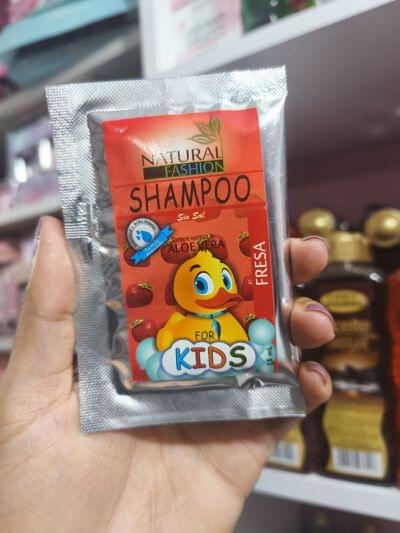 NATURAL
FASHION
SHAMPOO
Sin Sal
ALOE VERA
FRESA
FOR
KIDS